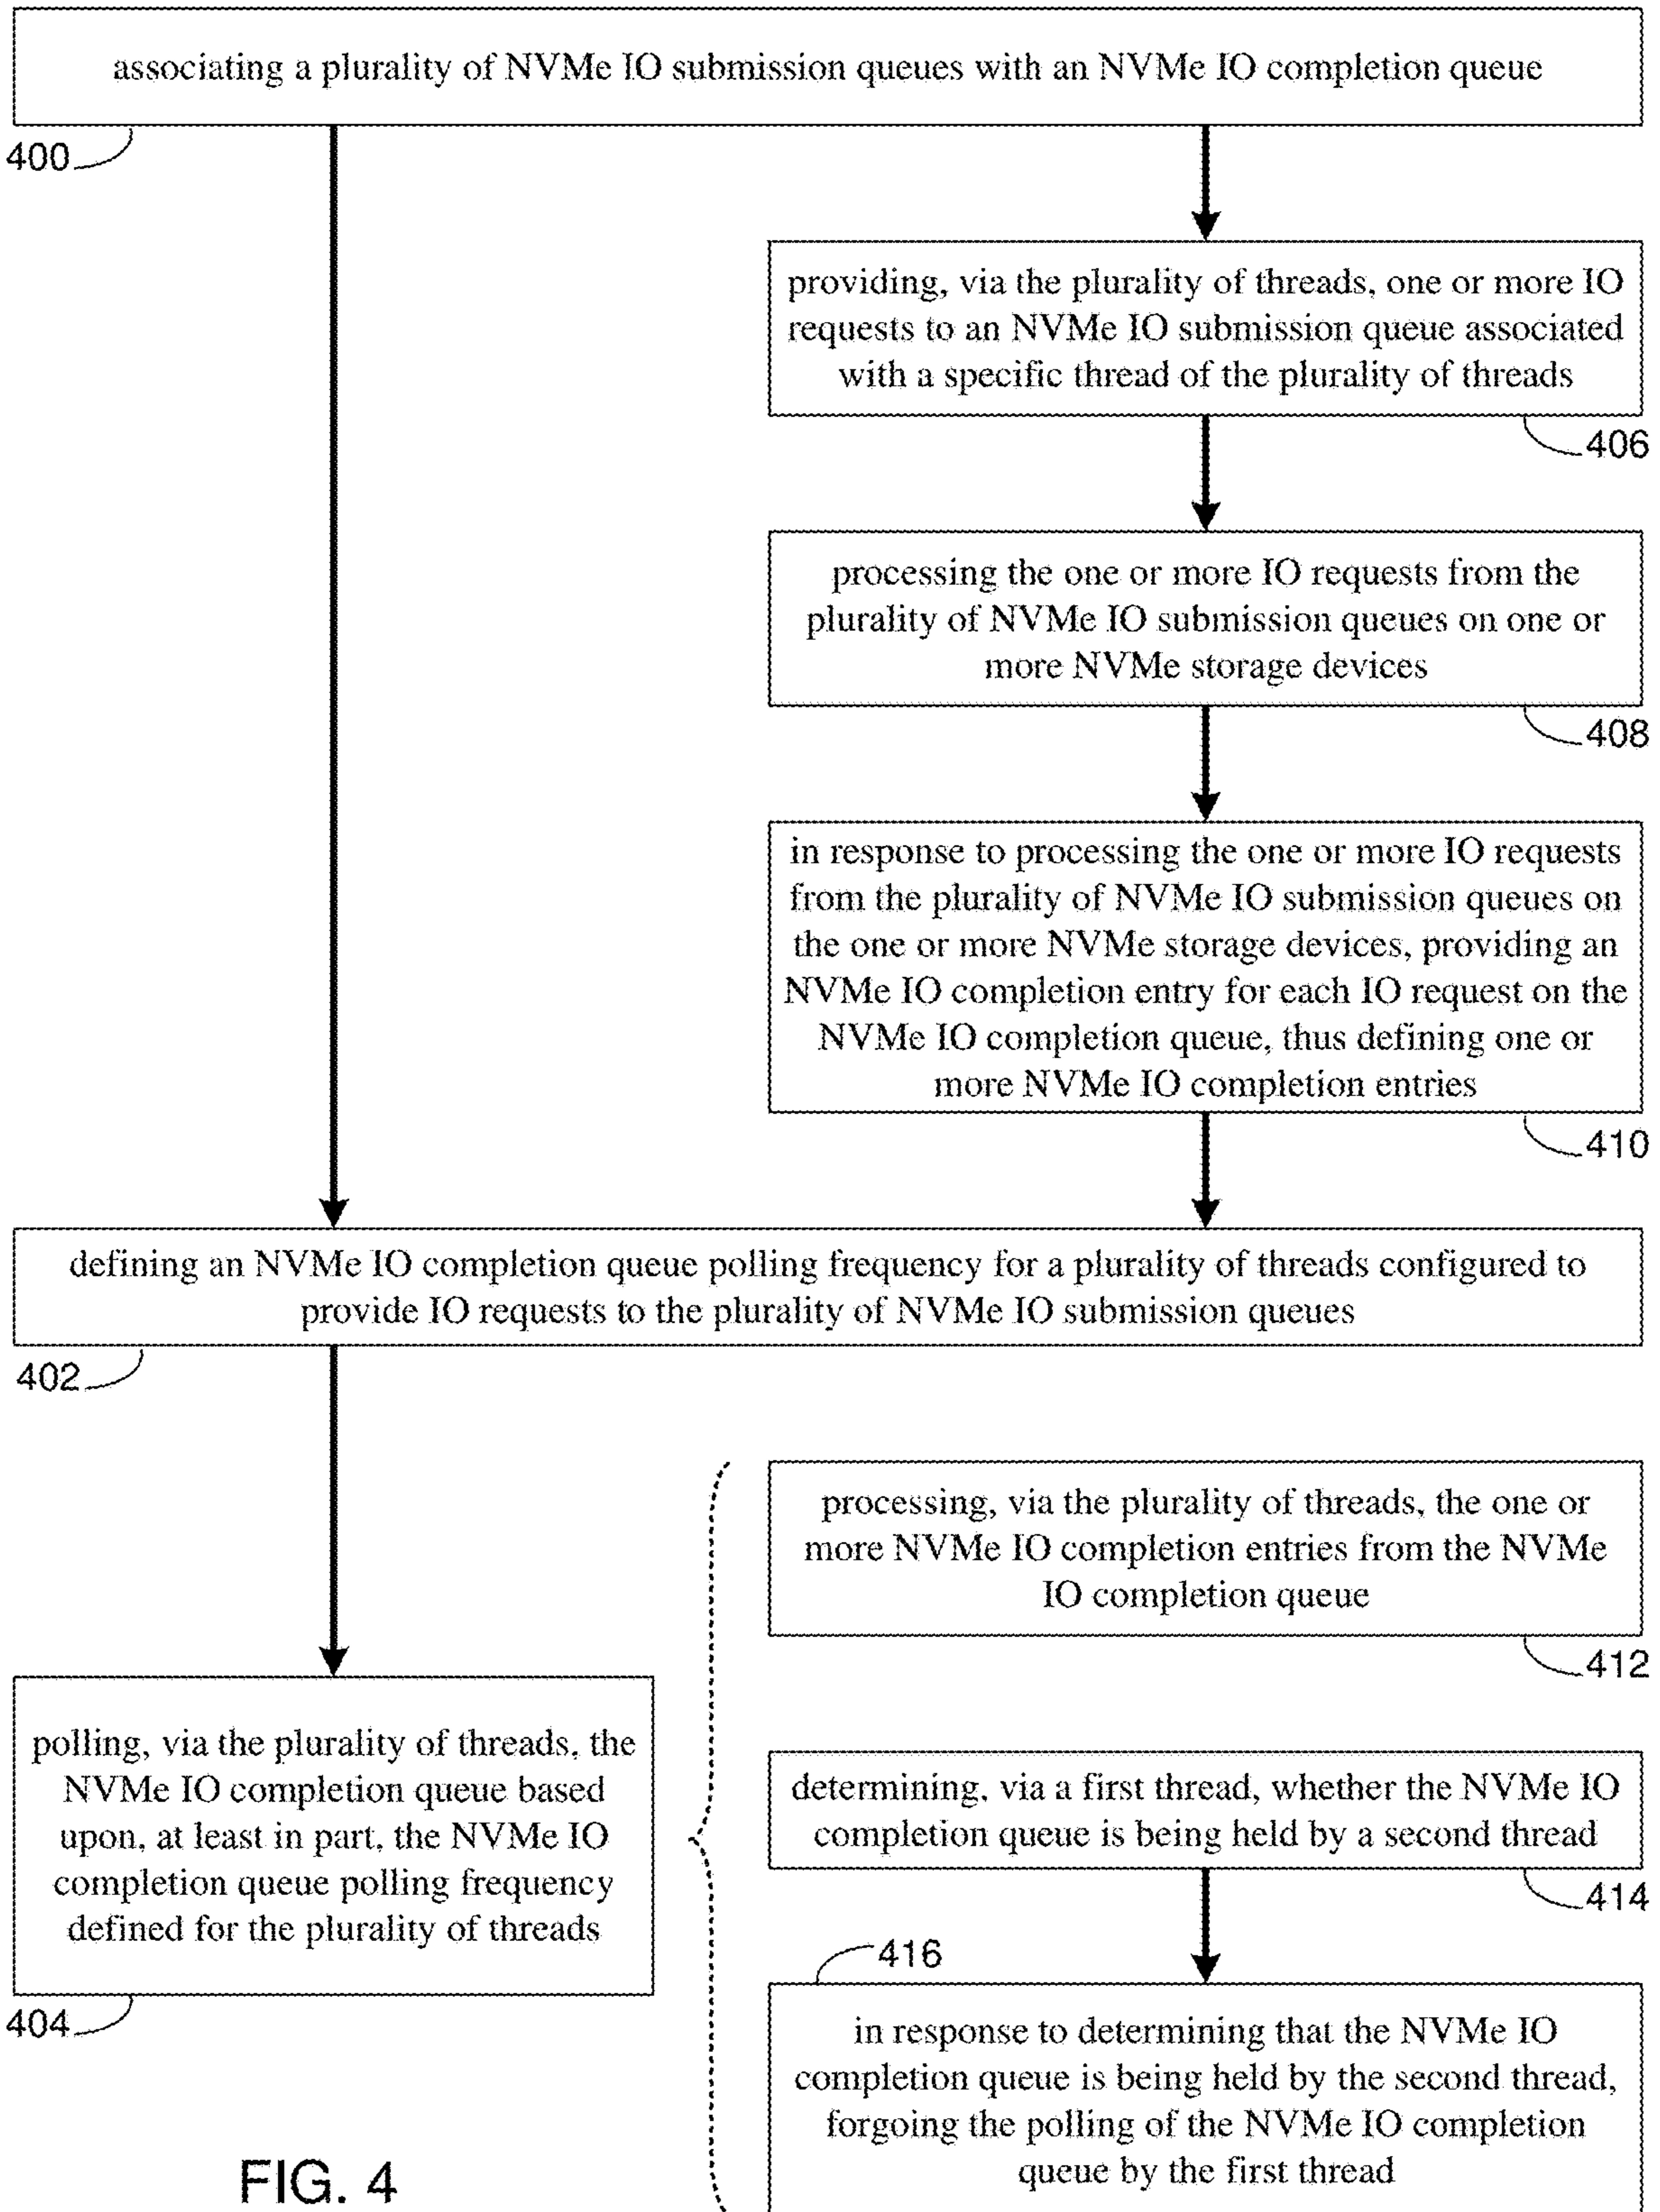 associating a plurality of NVMe IO submission queues with an NVMe IO completion queue
400
providing, via the plurality of threads, one or more IO
requests to an NVMe IO submission queue associated
with a specific thread of the plurality of threads
406
processing the one or more IO requests from the
plurality of NVMe IO submission queues on one or
more NVMe storage devices
408
in response to processing the one or more IO requests
from the plurality of NVMe IO submission queues on
the one or more NVMe storage devices, providing an
NVMe IO completion entry for each IO request on the
NVMe IO completion queue, thus defining one or
more NVMe IO completion entries
410
defining an NVMe IO completion queue polling frequency for a plurality of threads configured to
provide IO requests to the plurality of NVMe IO submission queues
402
processing, via the plurality of threads, the one or
more NVMe IO completion entries from the NVMe
IO completion queue
412
polling, via the plurality of threads, the
NVMe IO completion queue based
upon, at least in part, the NVMe IO
completion queue polling frequency
defined for the plurality of threads
404
determining, via a first thread, whether the NVMe IO
completion queue is being held by a second thread
414
416
in response to determining that the NVMe IO
completion queue is being held by the second thread,
forgoing the polling of the NVMe IO completion
queue by the first thread
FIG. 4